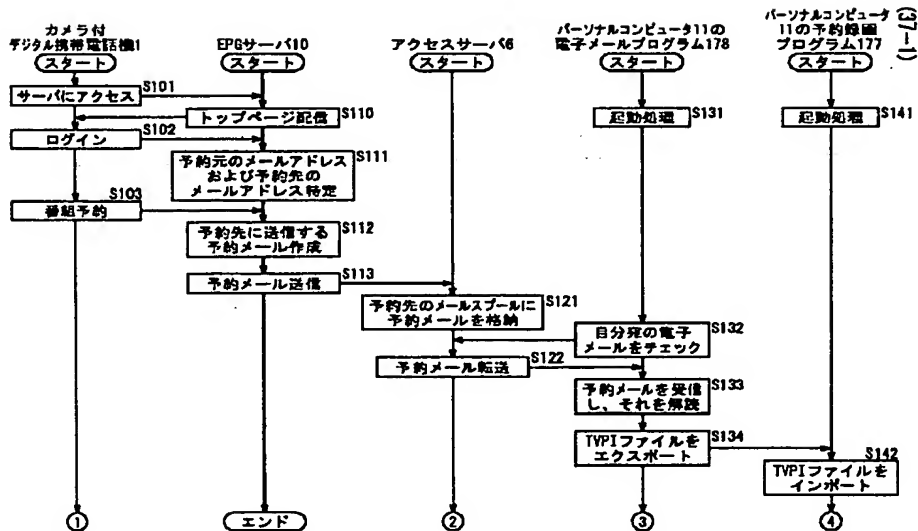 (37-1)
カメラ付
デジタル携帯電話機1
スタート
EPGサーバ10
スタート
アクセスサーバ6
スタート
パーソナルコンピュータ11の
電子メールプログラム178
スタート
パーソナルコンピュータ
11の予約録画
プログラム177
スタート
サーバにアクセス
S101
トップページ配信
S110
起動処理
S131
起動処理
S141
ログイン
S102
予約元のメールアドレス
および予約先の
メールアドレス特定
S111
番組予約
S103
予約先に送信する
予約メール作成
S112
予約メール送信
S113
予約先のメールスプールに
予約メールを格納
S121
自分宛の電子
メールをチェック
S132
予約メール転送
S122
予約メールを受信
し、それを解読
S133
TVPIファイルを
エクスポート
S134
TVPIファイルを
インポート
S142
①
エンド
②
③
④